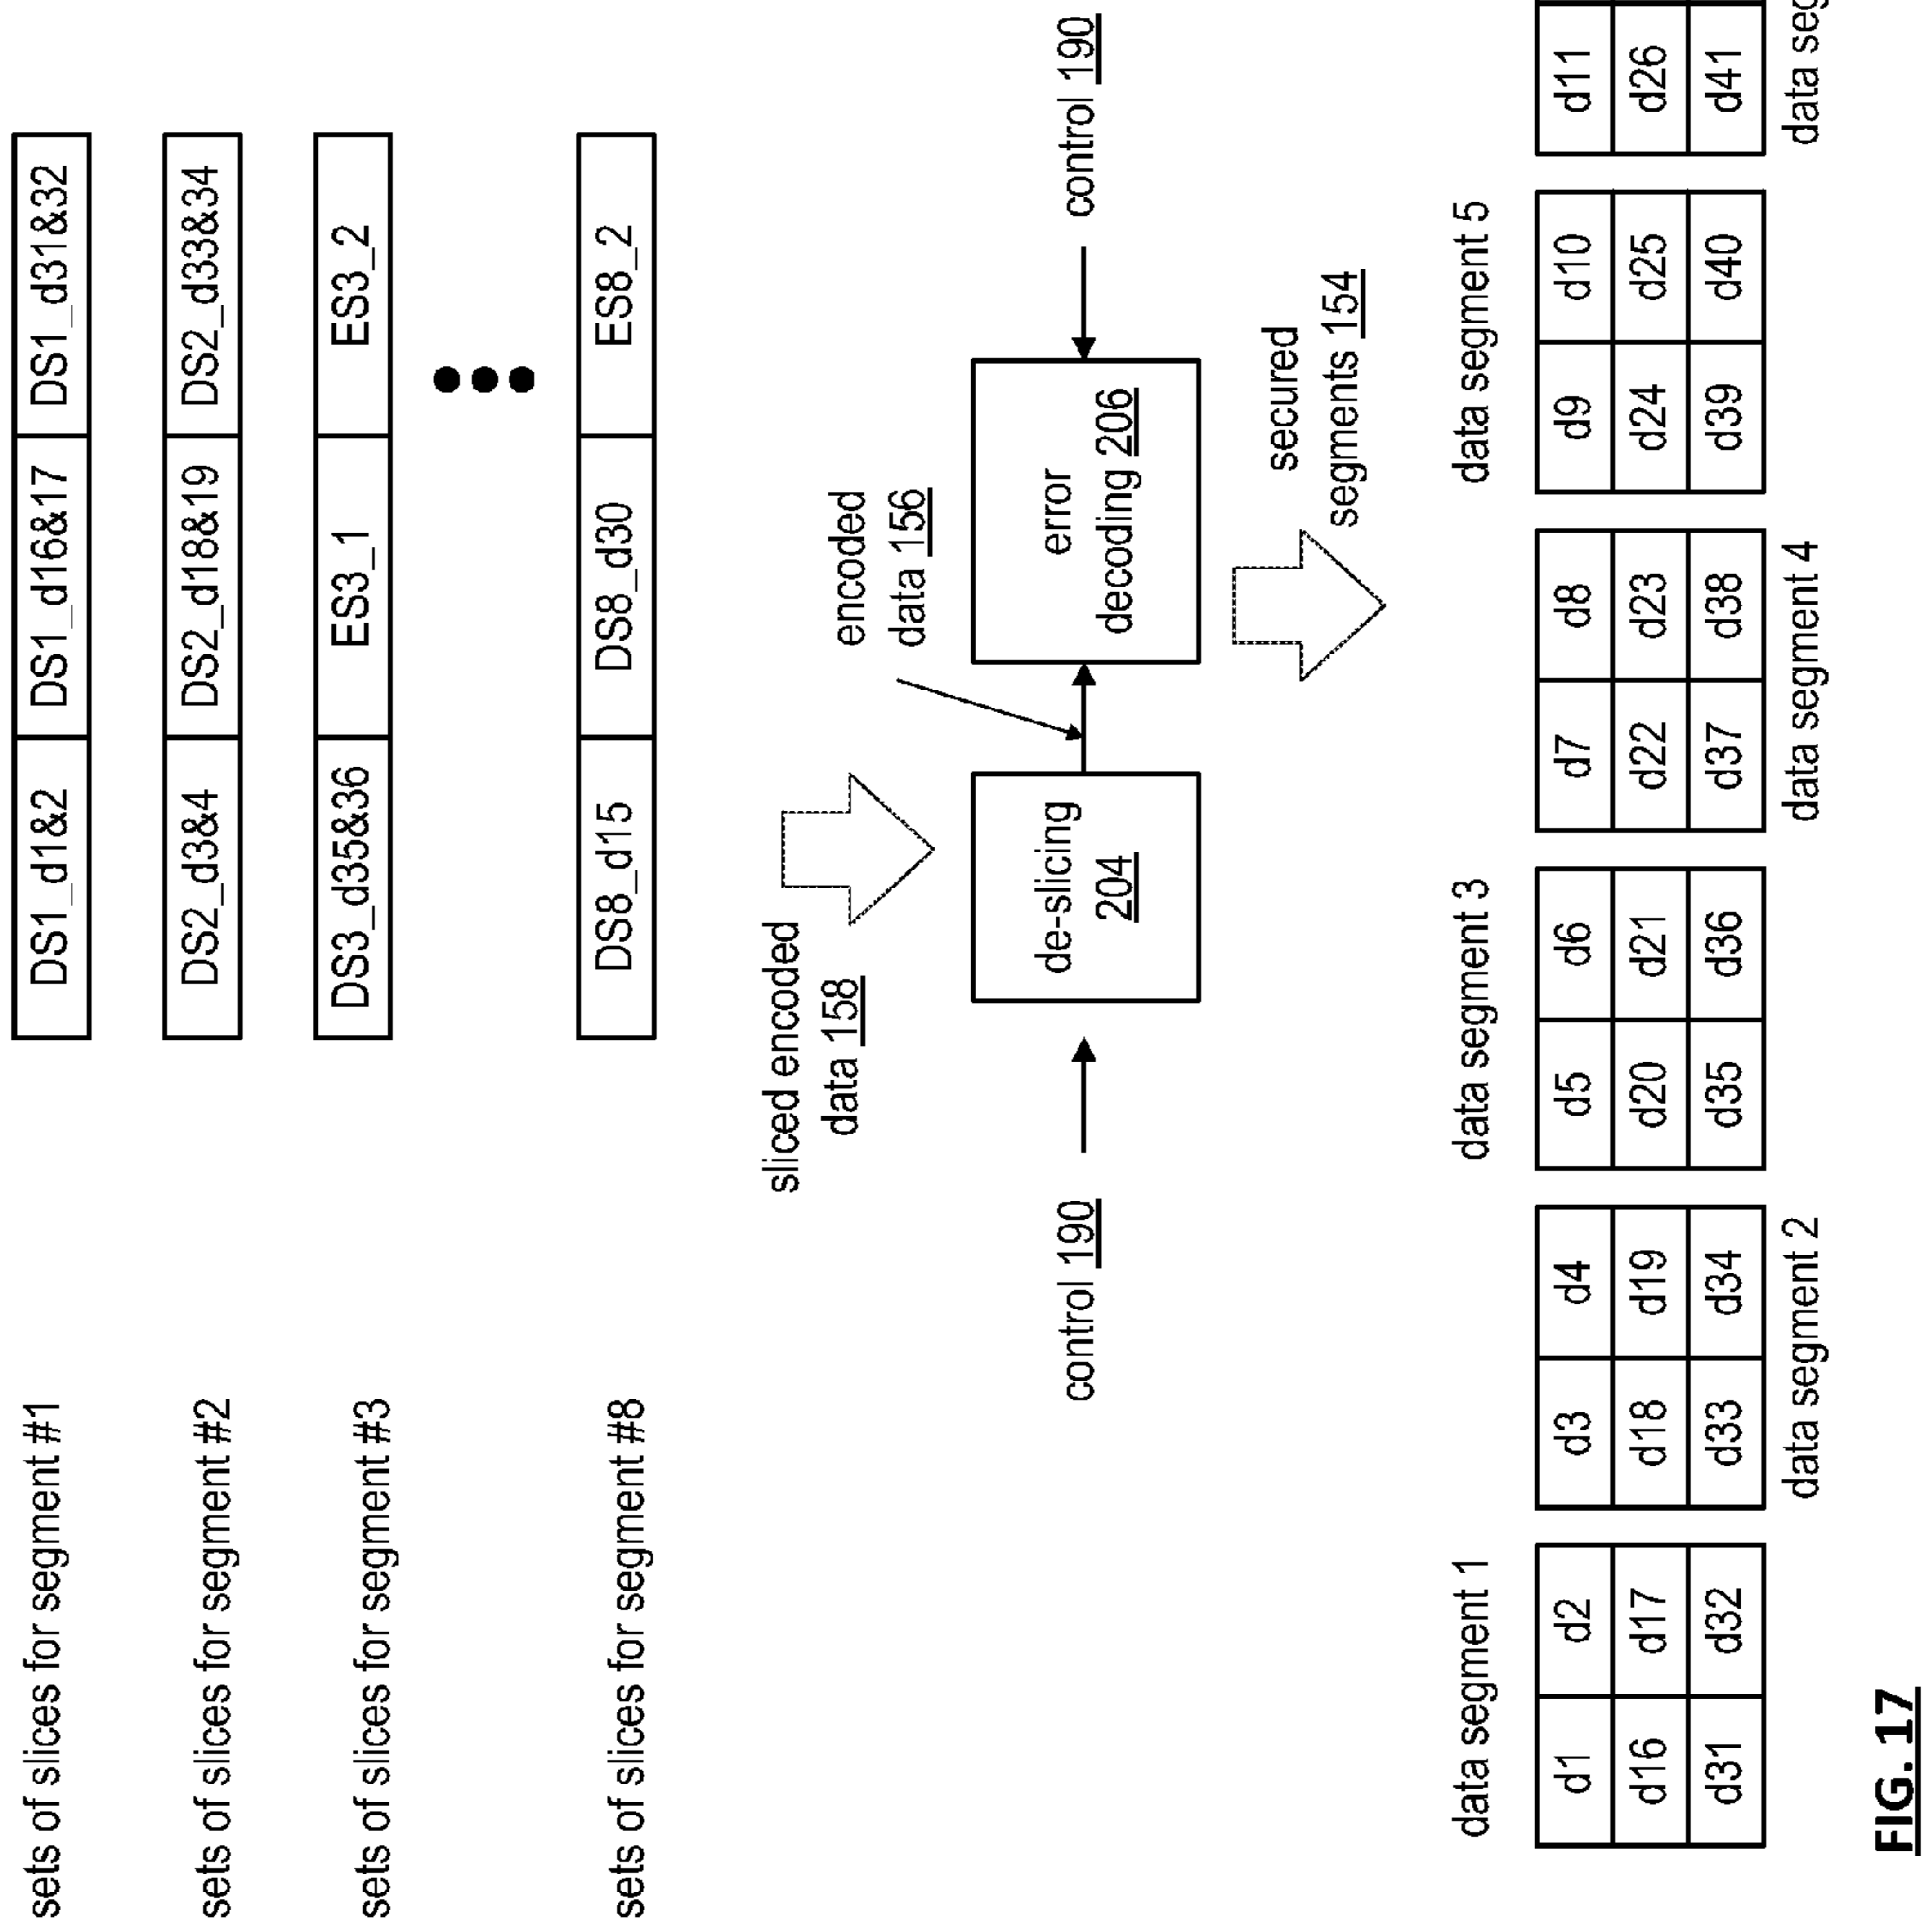 sets of slices for segment #1
DS1_d1&2 DS1_d16&17 DS1_d31&32
sets of slices for segment #2
DS2_d3&4 DS2_d18&19 DS2_d33&34
sets of slices for segment #3
DS3_d35&36 ES3_1 ES3_2
sets of slices for segment #8
DS8_d15 DS8_d30 ES8_2
sliced encoded
data 158
encoded
data 156
control 190
de-slicing
204
error
decoding 206
control 190
secured
segments 154
data segment 1
d1 d2
d16 d17
d31 d32
d3 d4
d18 d19
d33 d34
data segment 2
data segment 3
d5 d6
d20 d21
d35 d36
d7 d8
d22 d23
d37 d38
data segment 4
data segment 5
d9 d10
d24 d25
d39 d40
d11
d26
d41
data seg
FIG. 17